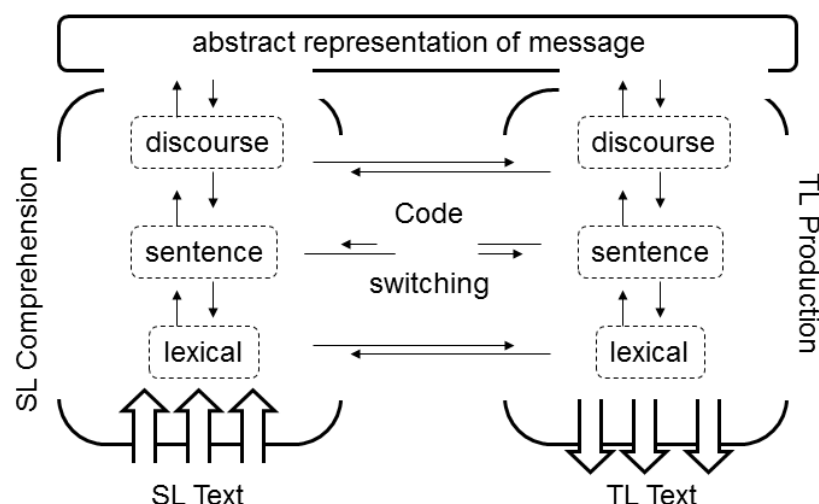 abstract representation of message
discourse
discourse
SL Comprehension
TL Production
Code
sentence
sentence
switching
lexical
lexical
SL Text
TL Text